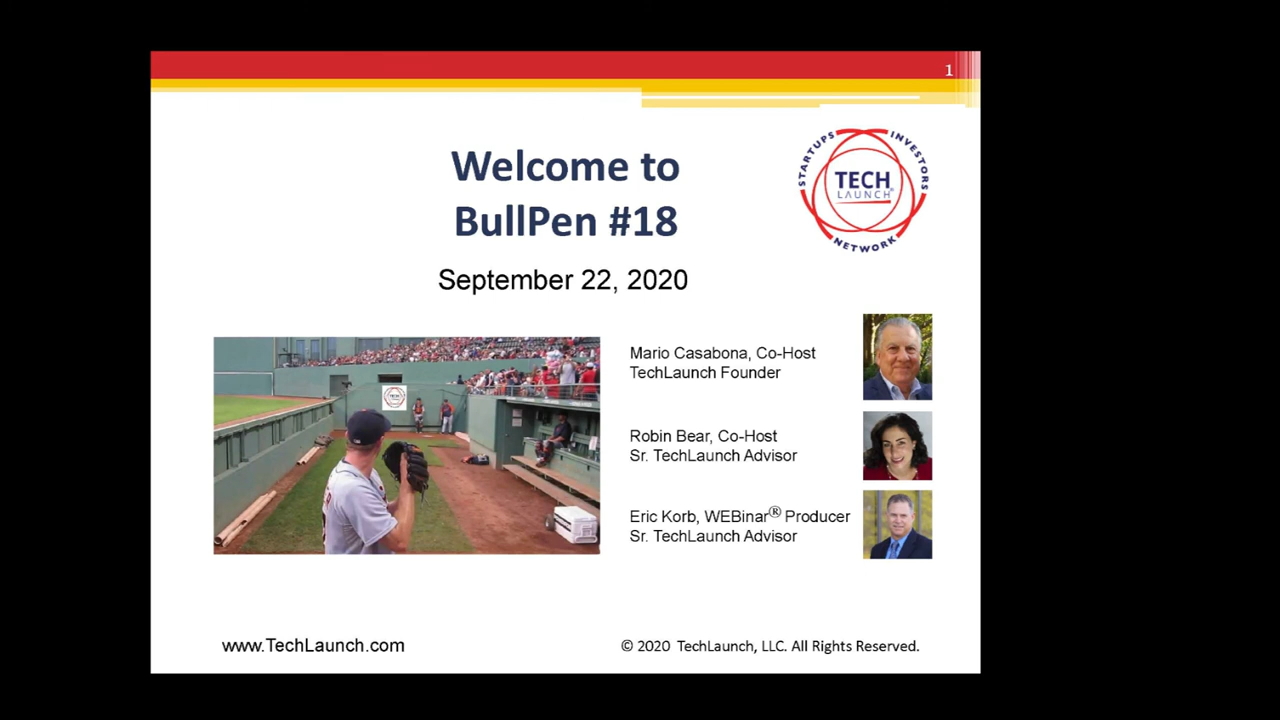 1
Welcome to
BullPen #18
September 22, 2020
STARTUPS INVESTORS
TECH
LAUNCH®
NETWORK
Mario Casabona, Co-Host
TechLaunch Founder
Robin Bear, Co-Host
Sr. TechLaunch Advisor
Eric Korb, WEBinar® Producer
Sr. TechLaunch Advisor
www.TechLaunch.com
© 2020 TechLaunch, LLC. All Rights Reserved.